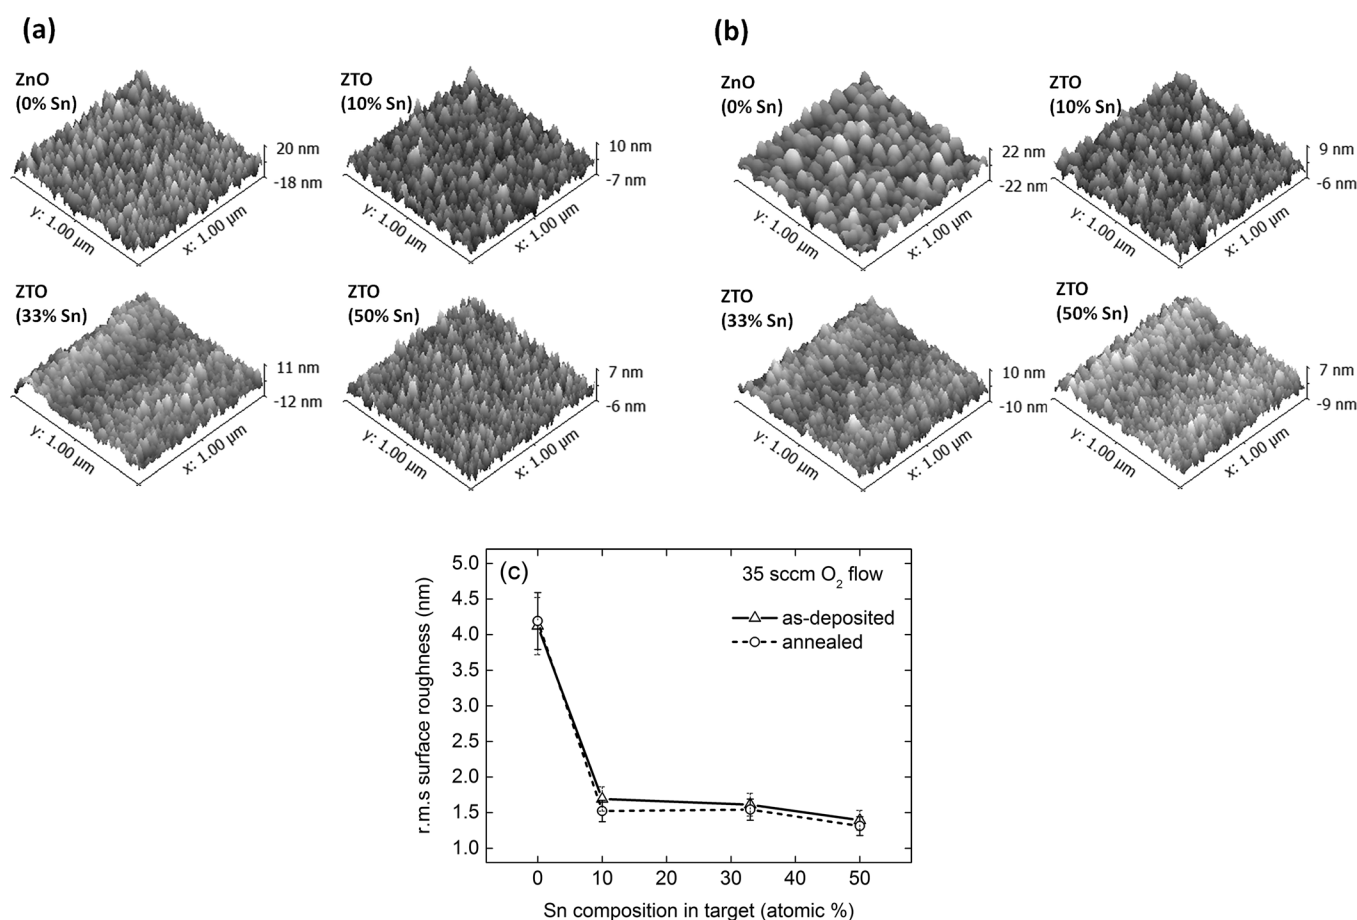 (a)
ZnO
(0% Sn)
20 nm
-18 nm
y: 1.00 µm
x: 1.00 µm
ZTO
(10% Sn)
10 nm
-7 nm
y: 1.00 µm
x: 1.00 µm
ZTO
(33% Sn)
11 nm
-12 nm
y: 1.00 µm
x: 1.00 µm
ZTO
(50% Sn)
7 nm
-6 nm
y: 1.00 µm
x: 1.00 µm
(b)
ZnO
(0% Sn)
22 nm
-22 nm
y: 1.00 µm
x: 1.00 µm
ZTO
(10% Sn)
9 nm
-6 nm
y: 1.00 µm
x: 1.00 µm
ZTO
(33% Sn)
10 nm
-10 nm
y: 1.00 µm
x: 1.00 µm
ZTO
(50% Sn)
7 nm
-9 nm
y: 1.00 µm
x: 1.00 µm
(c)
35 sccm O₂ flow
as-deposited
annealed
r.m.s surface roughness (nm)
5.0
4.5
4.0
3.5
3.0
2.5
2.0
1.5
1.0
0 10 20 30 40 50
Sn composition in target (atomic %)